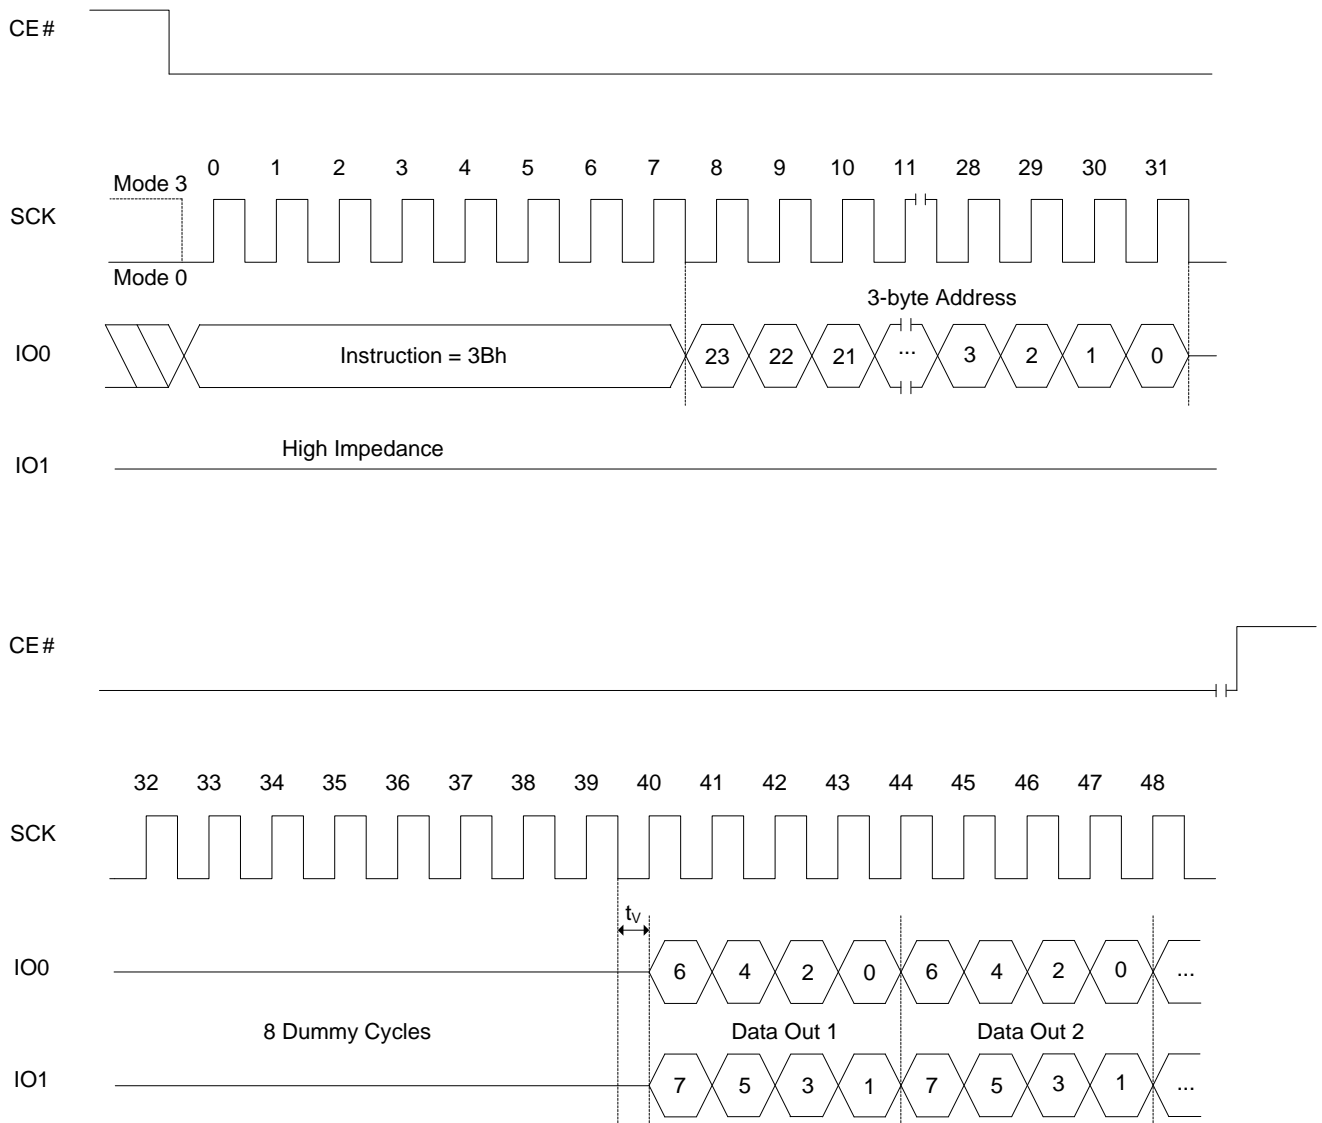 CE#
0 1 2 3 4 5 6 7 8 9 10 11 28 29 30 31
Mode 3
SCK
Mode 0
3-byte Address
IO0 Instruction = 3Bh 23 22 21 ... 3 2 1 0
High Impedance
IO1
CE#
32 33 34 35 36 37 38 39 40 41 42 43 44 45 46 47 48
SCK
tV
IO0 6 4 2 0 6 4 2 0 ...
8 Dummy Cycles Data Out 1 Data Out 2
IO1 7 5 3 1 7 5 3 1 ...